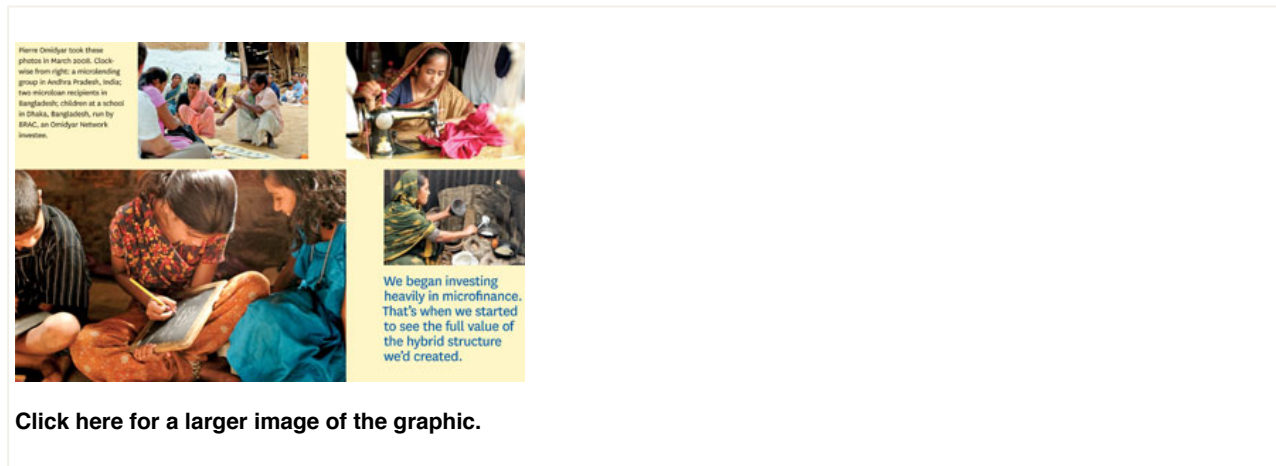 Pierre Omidyar took these
photos in March 2008. Clock-
wise from right: a microlending
group in Andhra Pradesh, India;
two microloan recipients in
Bangladesh; children at a school
in Dhaka, Bangladesh, run by
BRAC, an Omidyar Network
investee.
We began investing
heavily in microfinance.
That's when we started
to see the full value of
the hybrid structure
we'd created.
Click here for a larger image of the graphic.